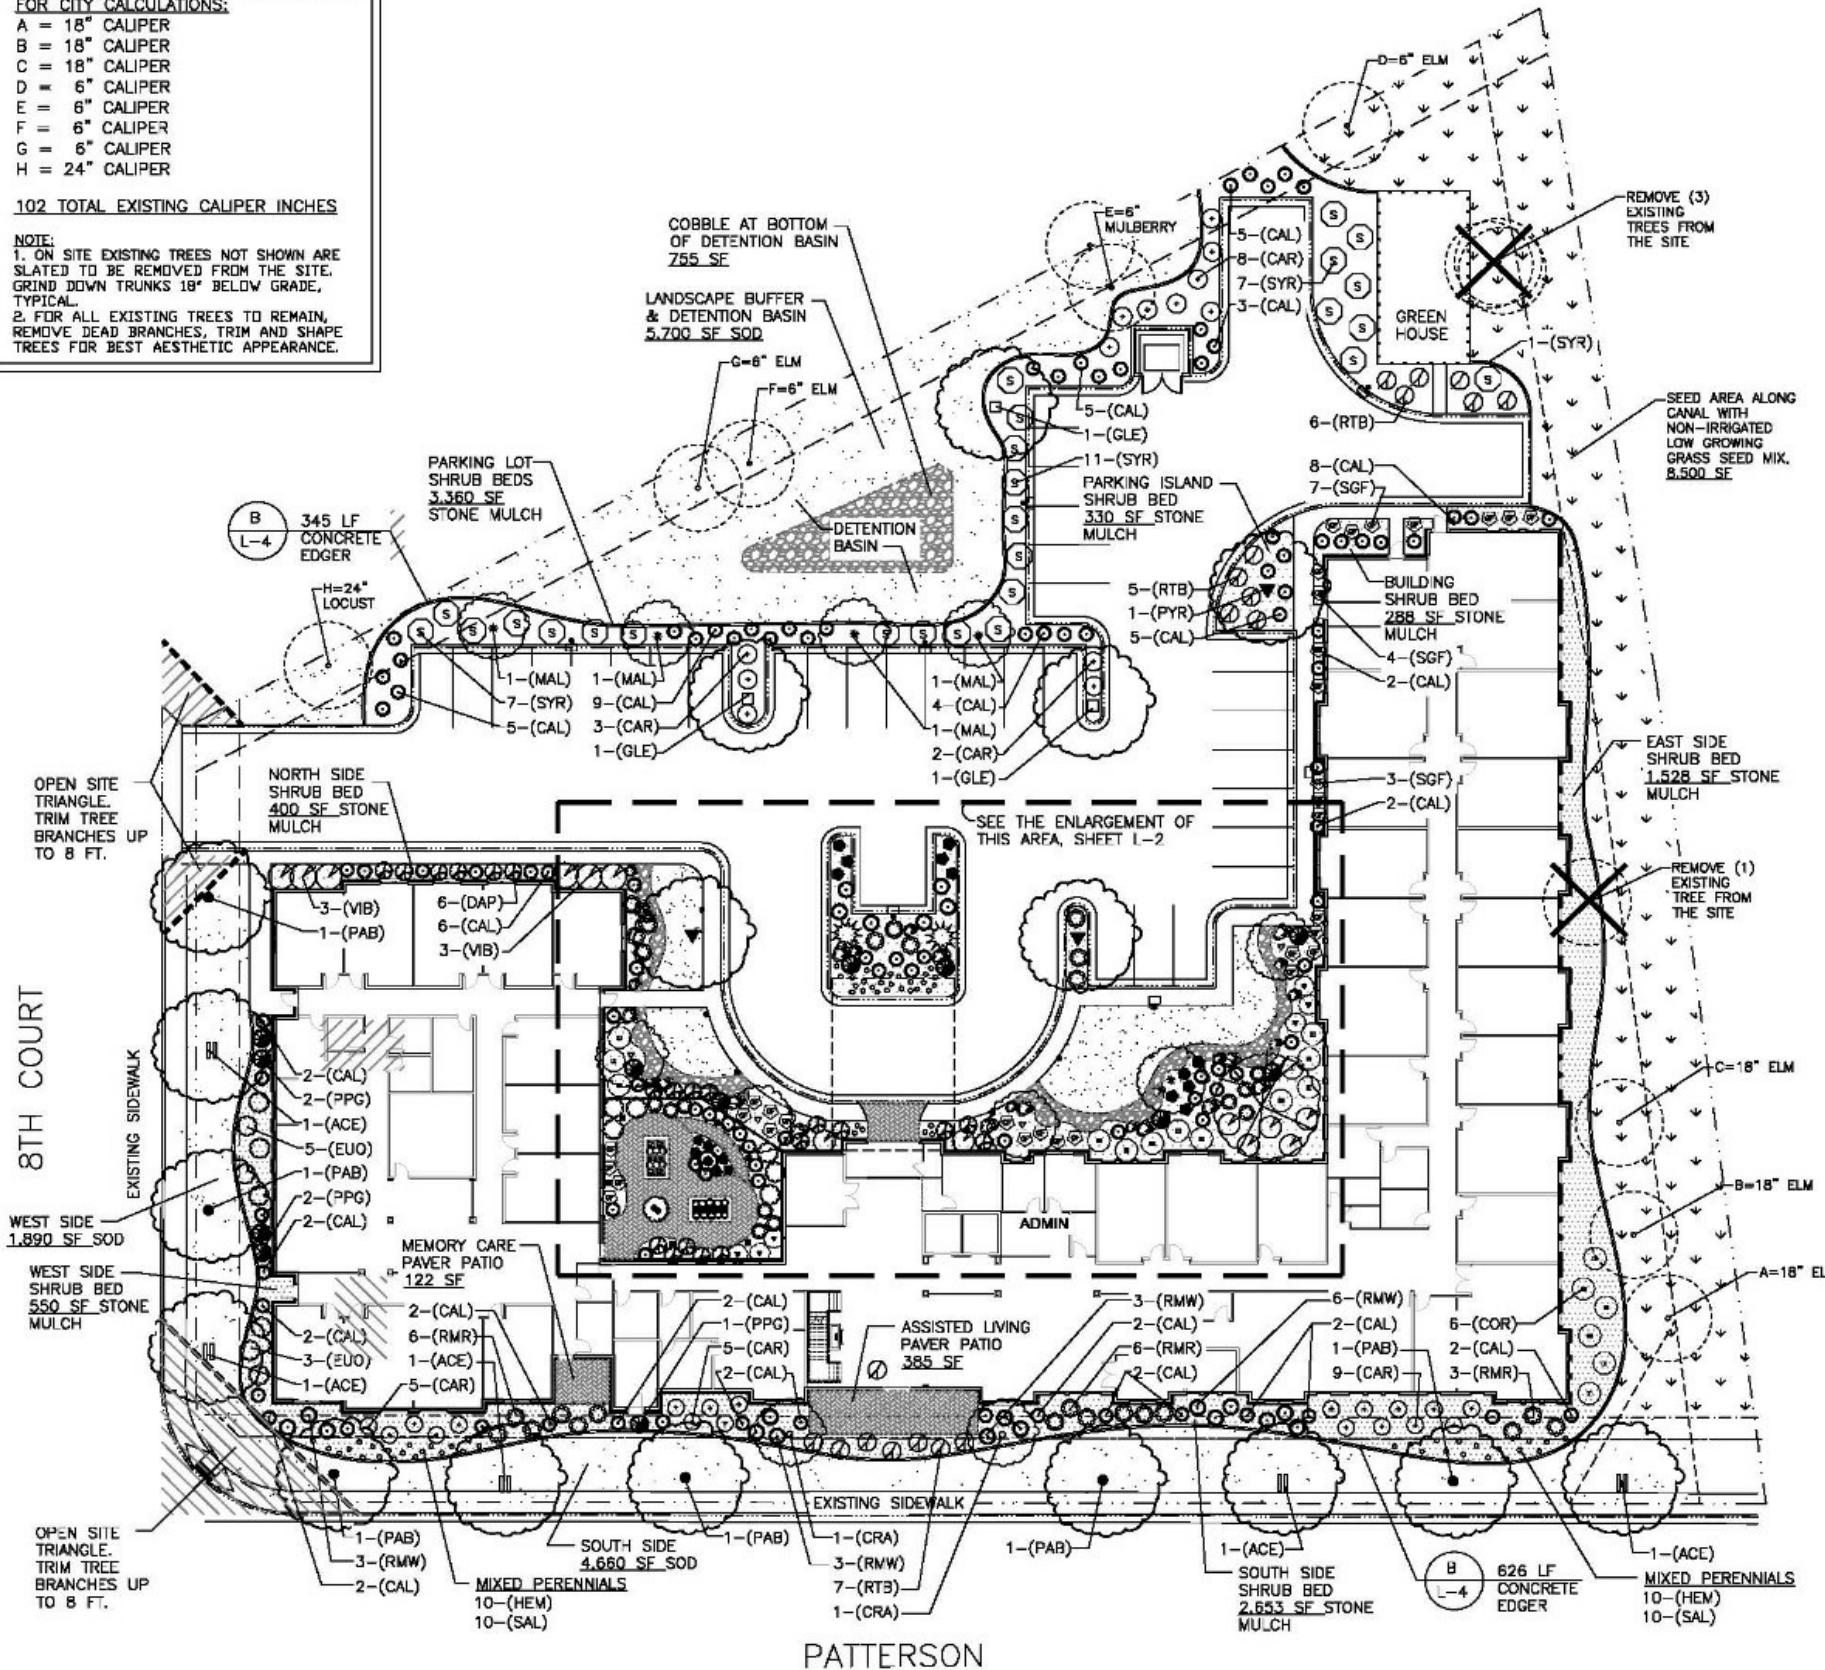 FOR CITY CALCULATIONS:
A = 18" CALIPER
B = 18" CALIPER
C = 18" CALIPER
D = 6" CALIPER
E = 6" CALIPER
F = 6" CALIPER
G = 6" CALIPER
H = 24" CALIPER
102 TOTAL EXISTING CALIPER INCHES
NOTE:
1. ON SITE EXISTING TREES NOT SHOWN ARE
SLATED TO BE REMOVED FROM THE SITE.
GRIND DOWN TRUNKS 18" BELOW GRADE,
TYPICAL.
2. FOR ALL EXISTING TREES TO REMAIN,
REMOVE DEAD BRANCHES, TRIM AND SHAPE
TREES FOR BEST AESTHETIC APPEARANCE.
D=6" ELM
E=6"
MULBERRY
REMOVE (3)
EXISTING
TREES FROM
THE SITE
COBBLE AT BOTTOM
OF DETENTION BASIN
755 SF
5-(CAL)
8-(CAR)
7-(SYR)
3-(CAL)
LANDSCAPE BUFFER
& DETENTION BASIN
5,700 SF SOD
GREEN
HOUSE
1-(SYR)
G=6" ELM
F=6" ELM
SEED AREA ALONG
CANAL WITH
NON-IRRIGATED
LOW GROWING
GRASS SEED MIX.
8,500 SF
5-(CAL)
1-(GLE)
11-(SYR)
6-(RTB)
PARKING LOT
SHRUB BEDS
3,360 SF
STONE MULCH
PARKING ISLAND
SHRUB BED
330 SF STONE
MULCH
8-(CAL)
7-(SGF)
B
L-4
345 LF
CONCRETE
EDGER
DETENTION
BASIN
H=24"
LOCUST
5-(RTB)
1-(PYR)
5-(CAL)
BUILDING
SHRUB BED
288 SF STONE
MULCH
4-(SGF)
2-(CAL)
1-(MAL)
7-(SYR)
5-(CAL)
1-(MAL)
9-(CAL)
3-(CAR)
1-(GLE)
1-(MAL)
4-(CAL)
1-(MAL)
2-(CAR)
1-(GLE)
OPEN SITE
TRIANGLE.
TRIM TREE
BRANCHES UP
TO 8 FT.
NORTH SIDE
SHRUB BED
400 SF STONE
MULCH
3-(SGF)
2-(CAL)
EAST SIDE
SHRUB BED
1,528 SF STONE
MULCH
SEE THE ENLARGEMENT OF
THIS AREA, SHEET L-2
REMOVE (1)
EXISTING
TREE FROM
THE SITE
3-(VIB)
1-(PAB)
6-(DAP)
6-(CAL)
3-(VIB)
8TH COURT
EXISTING SIDEWALK
2-(CAL)
2-(PPG)
1-(ACE)
5-(EUO)
1-(PAB)
2-(PPG)
2-(CAL)
C=18" ELM
B=18" ELM
ADMIN
WEST SIDE
1,890 SF SOD
WEST SIDE
SHRUB BED
550 SF STONE
MULCH
MEMORY CARE
PAVER PATIO
122 SF
A=18" EL
2-(CAL)
3-(EUO)
1-(ACE)
2-(CAL)
6-(RMR)
1-(ACE)
5-(CAR)
2-(CAL)
1-(PPG)
5-(CAR)
2-(CAL)
ASSISTED LIVING
PAVER PATIO
385 SF
3-(RMW)
2-(CAL)
6-(RMR)
2-(CAL)
6-(RMW)
2-(CAL)
1-(PAB)
9-(CAR)
6-(COR)
2-(CAL)
3-(RMR)
EXISTING SIDEWALK
OPEN SITE
TRIANGLE.
TRIM TREE
BRANCHES UP
TO 8 FT.
1-(PAB)
3-(RMW)
2-(CAL)
MIXED PERENNIALS
10-(HEM)
10-(SAL)
SOUTH SIDE
4,660 SF SOD
1-(PAB)
1-(CRA)
3-(RMW)
7-(RTB)
1-(CRA)
1-(PAB)
1-(ACE)
SOUTH SIDE
SHRUB BED
2,653 SF STONE
MULCH
B
L-4
626 LF
CONCRETE
EDGER
1-(ACE)
MIXED PERENNIALS
10-(HEM)
10-(SAL)
PATTERSON